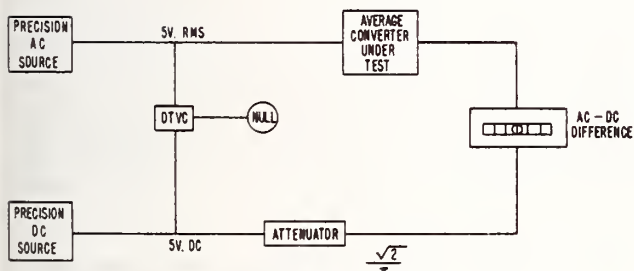 PRECISION
AC
SOURCE
5V. RMS
AVERAGE
CONVERTER
UNDER
TEST
DTVC
NULL
AC-DC
DIFFERENCE
PRECISION
DC
SOURCE
5V. DC
ATTENUATOR
√2